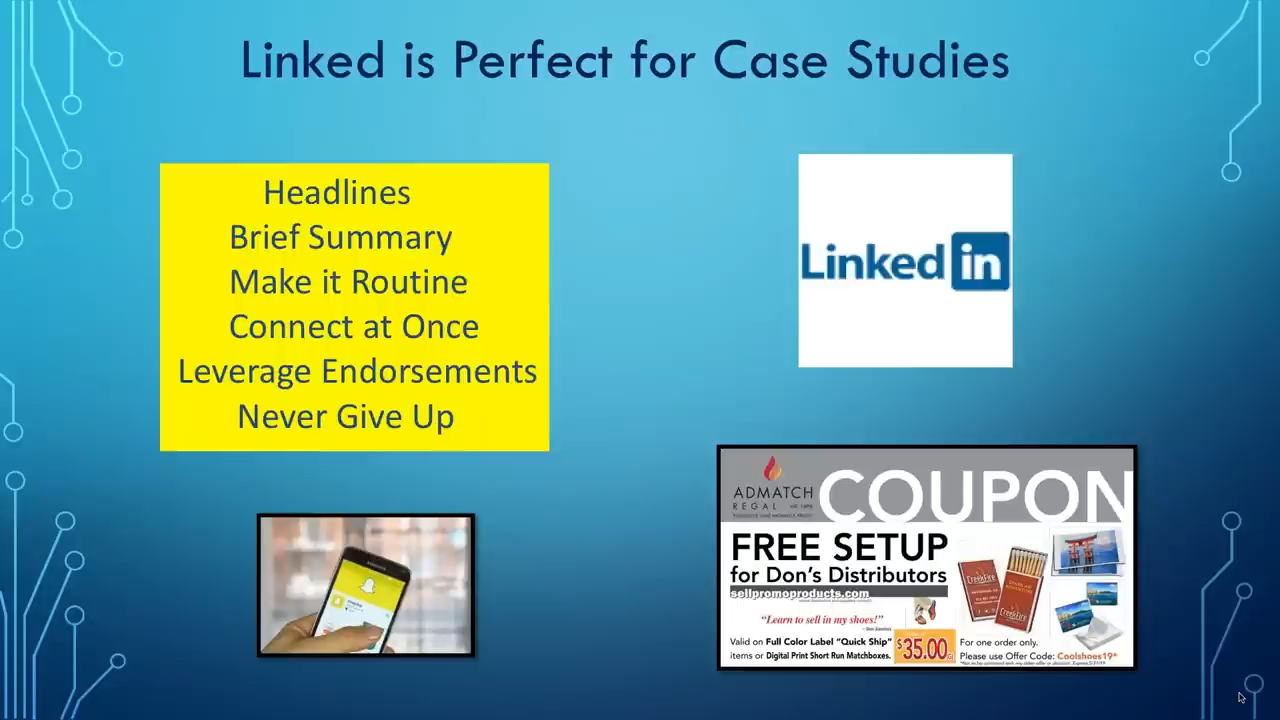 Linked is Perfect for Case Studies
Headlines
Brief Summary
Make it Routine
Connect at Once
Leverage Endorsements
Never Give Up
Linked in
SAMSUNG
ADMATCH
REGAL
COUPON
FREE SETUP
for Don's Distributors
sellpromoproducts.com
"Learn to sell in my shoes!"
Valid on Full Color Label "Quick Ship"
items or Digital Print Short Run Matchboxes.
$35.00
For one order only.
Please use Offer Code: Coolshoes19*
CreekFire
CreekFire